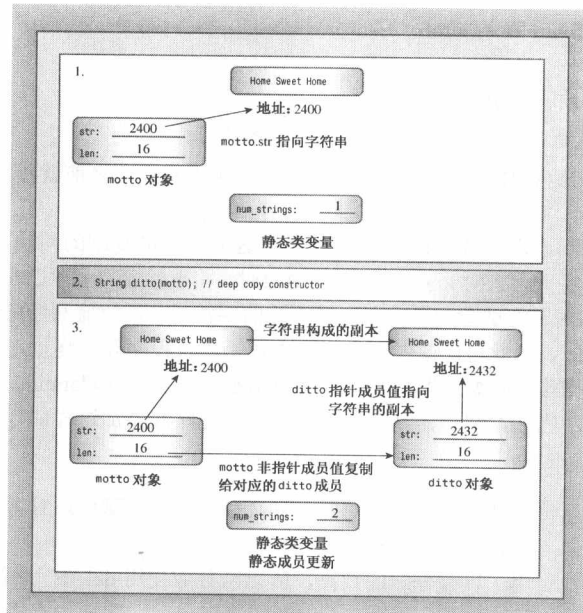 1.
Home Sweet Home
地址:2400
str: 2400
len: 16
motto.str 指向字符串
motto 对象
num_strings: 1
静态类变量
2. String ditto(motto); // deep copy constructor
3.
Home Sweet Home
字符串构成的副本
Home Sweet Home
地址:2400
地址:2432
ditto 指针成员值指向
字符串的副本
str: 2400
len: 16
str: 2432
len: 16
motto 对象
motto 非指针成员值复制
给对应的 ditto 成员
ditto 对象
num_strings: 2
静态类变量
静态成员更新